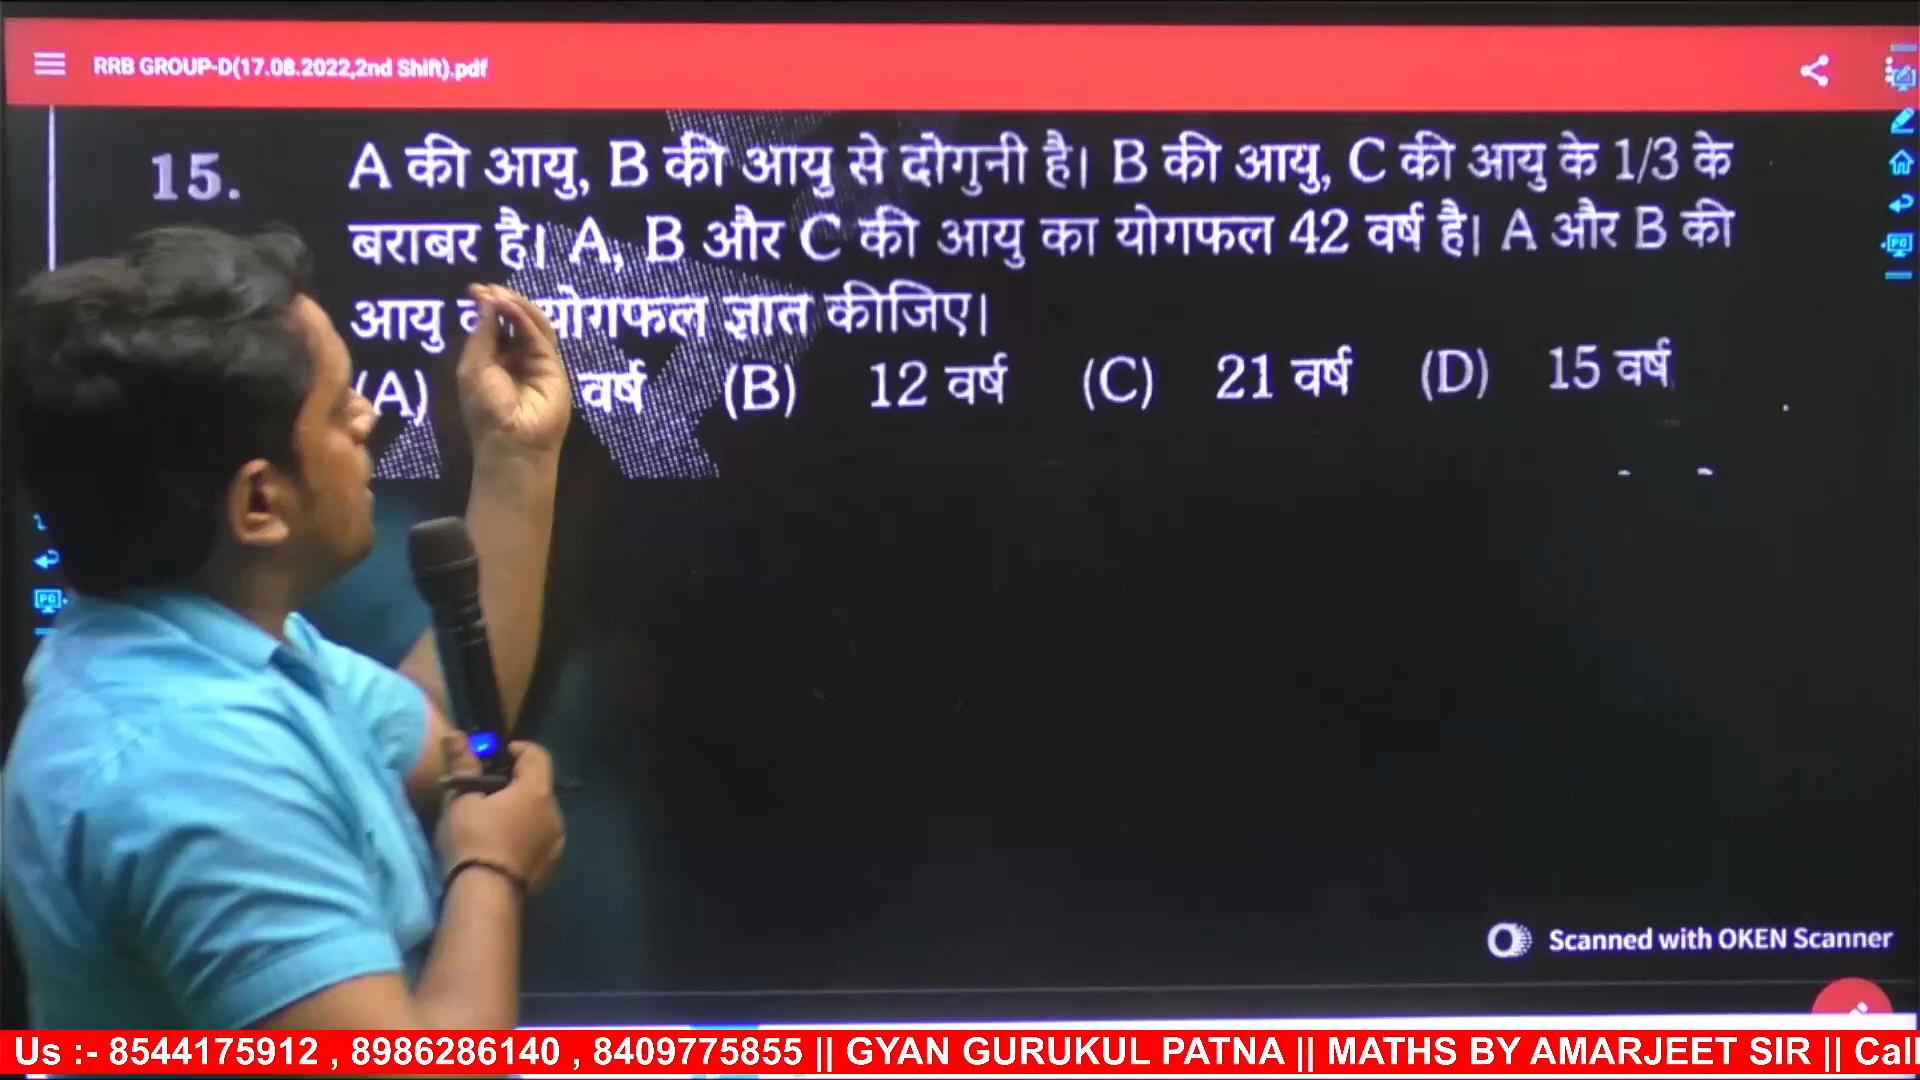 RRB GROUP-D(17.08.2022,2nd Shift).pdf
15. A की आयु, B की आयु से दोगुनी है। B की आयु, C की आयु के 1/3 के
बराबर है। A, B और C की आयु का योगफल 42 वर्ष है। A और B की
आयु योगफल ज्ञात कीजिए।
(A) वर्ष (B) 12 वर्ष (C) 21 वर्ष (D) 15 वर्ष
Scanned with OKEN Scanner
Us :- 8544175912 , 8986286140 , 8409775855 || GYAN GURUKUL PATNA || MATHS BY AMARJEET SIR || Call